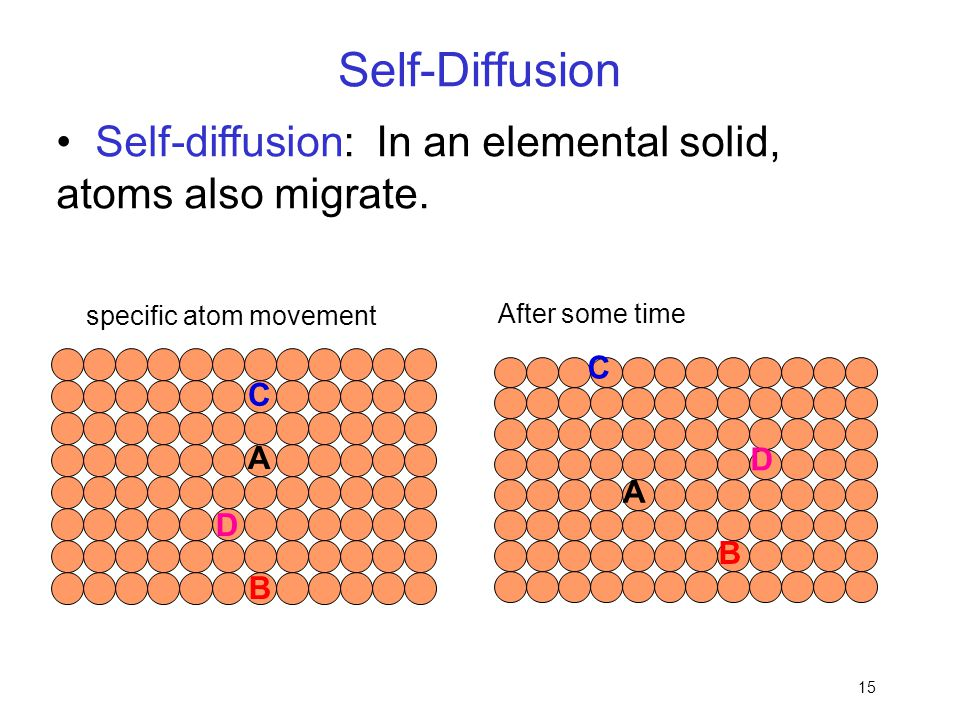 Self-Diffusion
• Self-diffusion: In an elemental solid,
atoms also migrate.
specific atom movement
C
A
D
B
After some time
C
D
A
B
15